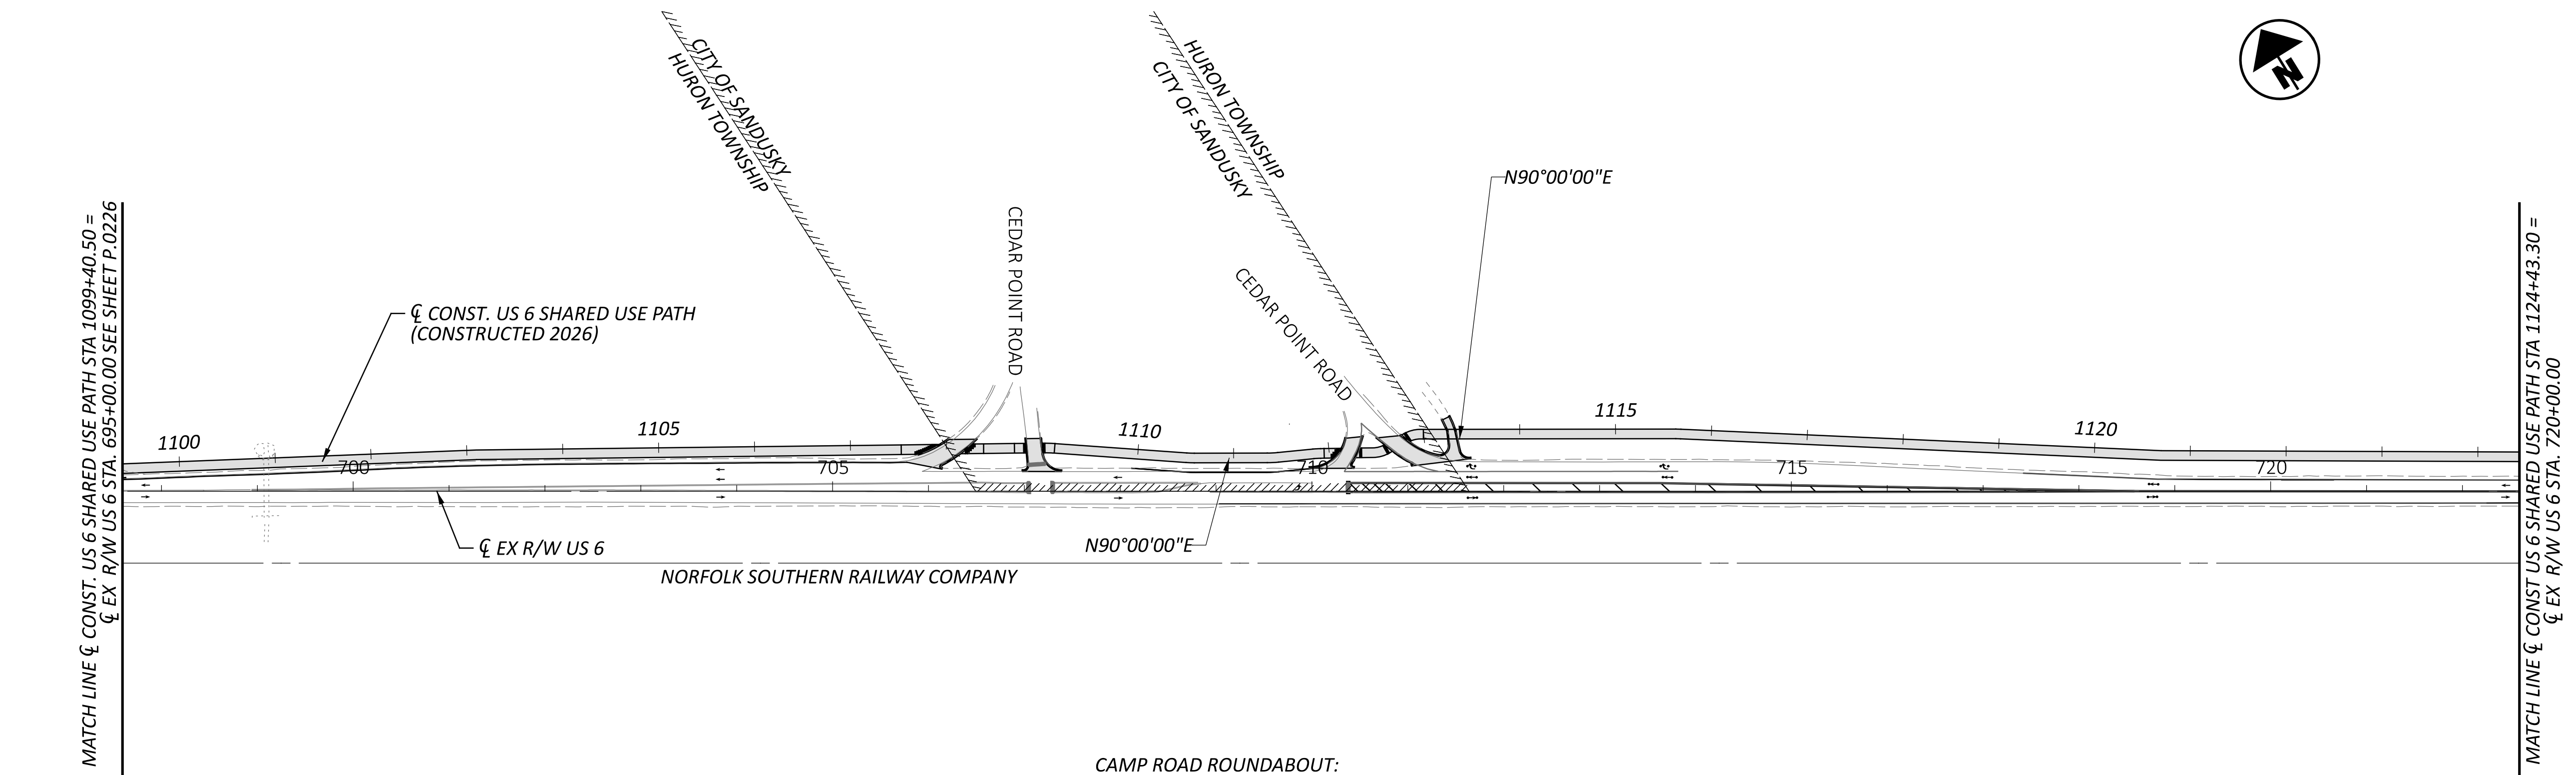 MATCH LINE ℄ CONST. US 6 SHARED USE PATH STA 1099+40.50 =
℄ EX R/W US 6 STA. 695+00.00 SEE SHEET P.0226
CITY OF SANDUSKY
HURON TOWNSHIP
HURON TOWNSHIP
CITY OF SANDUSKY
N
N90°00'00"E
CEDAR POINT ROAD
CEDAR POINT ROAD
℄ CONST. US 6 SHARED USE PATH
(CONSTRUCTED 2026)
1100
1105
1110
1115
1120
700
705
710
715
720
℄ EX R/W US 6
N90°00'00"E
NORFOLK SOUTHERN RAILWAY COMPANY
CAMP ROAD ROUNDABOUT:
MATCH LINE ℄ CONST US 6 SHARED USE PATH STA 1124+43.30 =
℄ EX R/W US 6 STA. 720+00.00